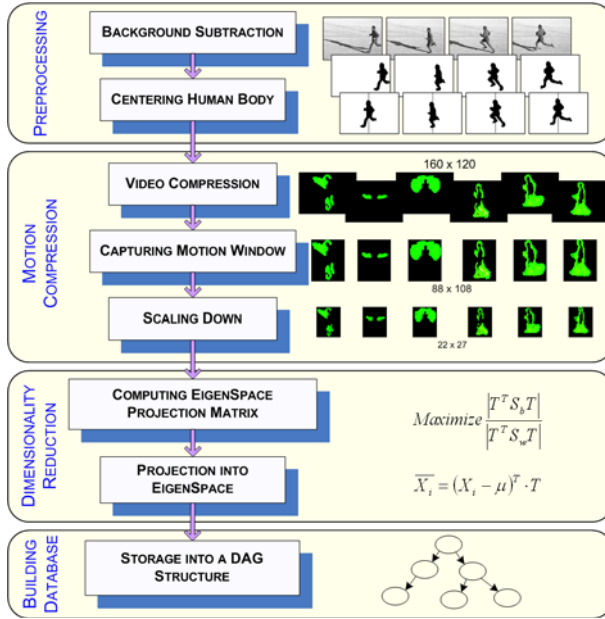 PREPROCESSING
BACKGROUND SUBTRACTION
CENTERING HUMAN BODY
MOTION
COMPRESSION
VIDEO COMPRESSION
160 x 120
CAPTURING MOTION WINDOW
88 x 108
SCALING DOWN
22 x 27
DIMENSIONALITY
REDUCTION
COMPUTING EIGENSPACE
PROJECTION MATRIX
Maximize |T^T S_b T| / |T^T S_w T|
PROJECTION INTO
EIGENSPACE
X̅_i = (X_i − μ)^T · T
BUILDING
DATABASE
STORAGE INTO A DAG
STRUCTURE